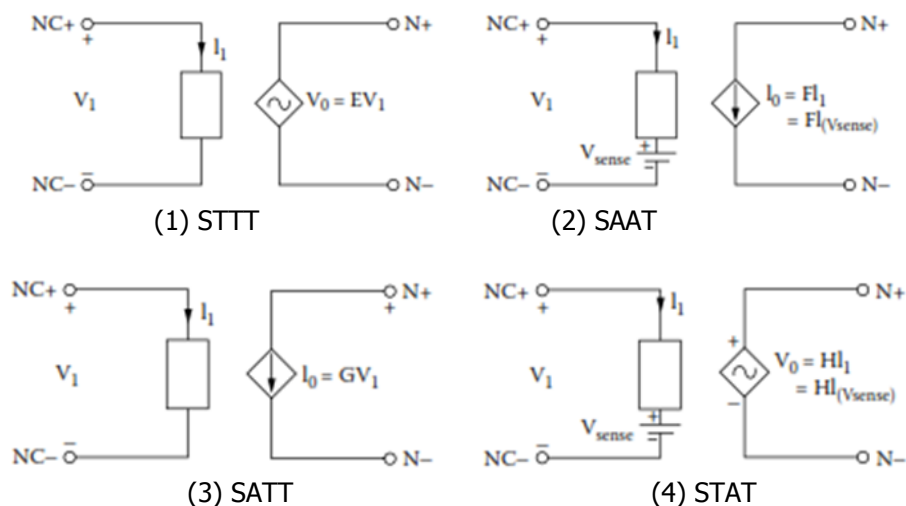 NC+
+
I1
V1
NC−
−
N+
V0 = EV1
N−
(1) STTT
NC+
+
I1
V1
Vsense
+
−
NC−
−
N+
I0 = FI1
= FI(Vsense)
N−
(2) SAAT
NC+
+
I1
V1
NC−
−
N+
+
I0 = GV1
N−
(3) SATT
NC+
+
I1
V1
Vsense
+
−
NC−
−
N+
+
V0 = HI1
= HI(Vsense)
−
N−
(4) STAT